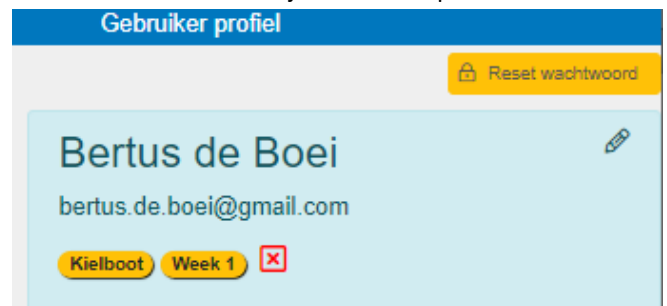 Gebruiker profiel
Reset wachtwoord
Bertus de Boei
bertus.de.boei@gmail.com
Kielboot Week 1